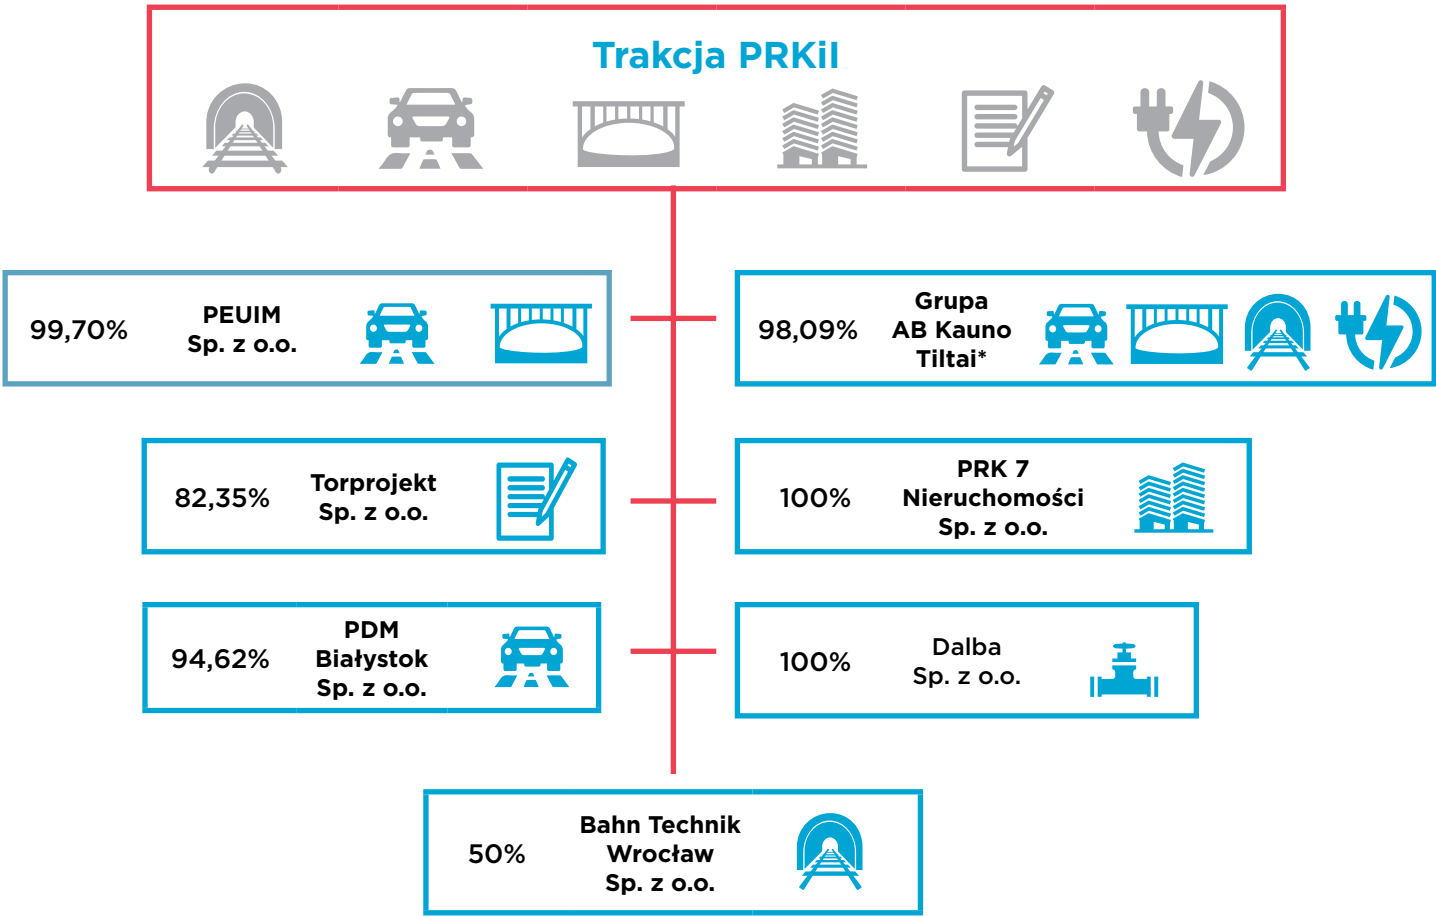 Trakcja PRKiI
99,70%
PEUIM
Sp. z o.o.
98,09%
Grupa
AB Kauno
Tiltai*
82,35%
Torprojekt
Sp. z o.o.
100%
PRK 7
Nieruchomości
Sp. z o.o.
94,62%
PDM
Białystok
Sp. z o.o.
100%
Dalba
Sp. z o.o.
50%
Bahn Technik
Wrocław
Sp. z o.o.